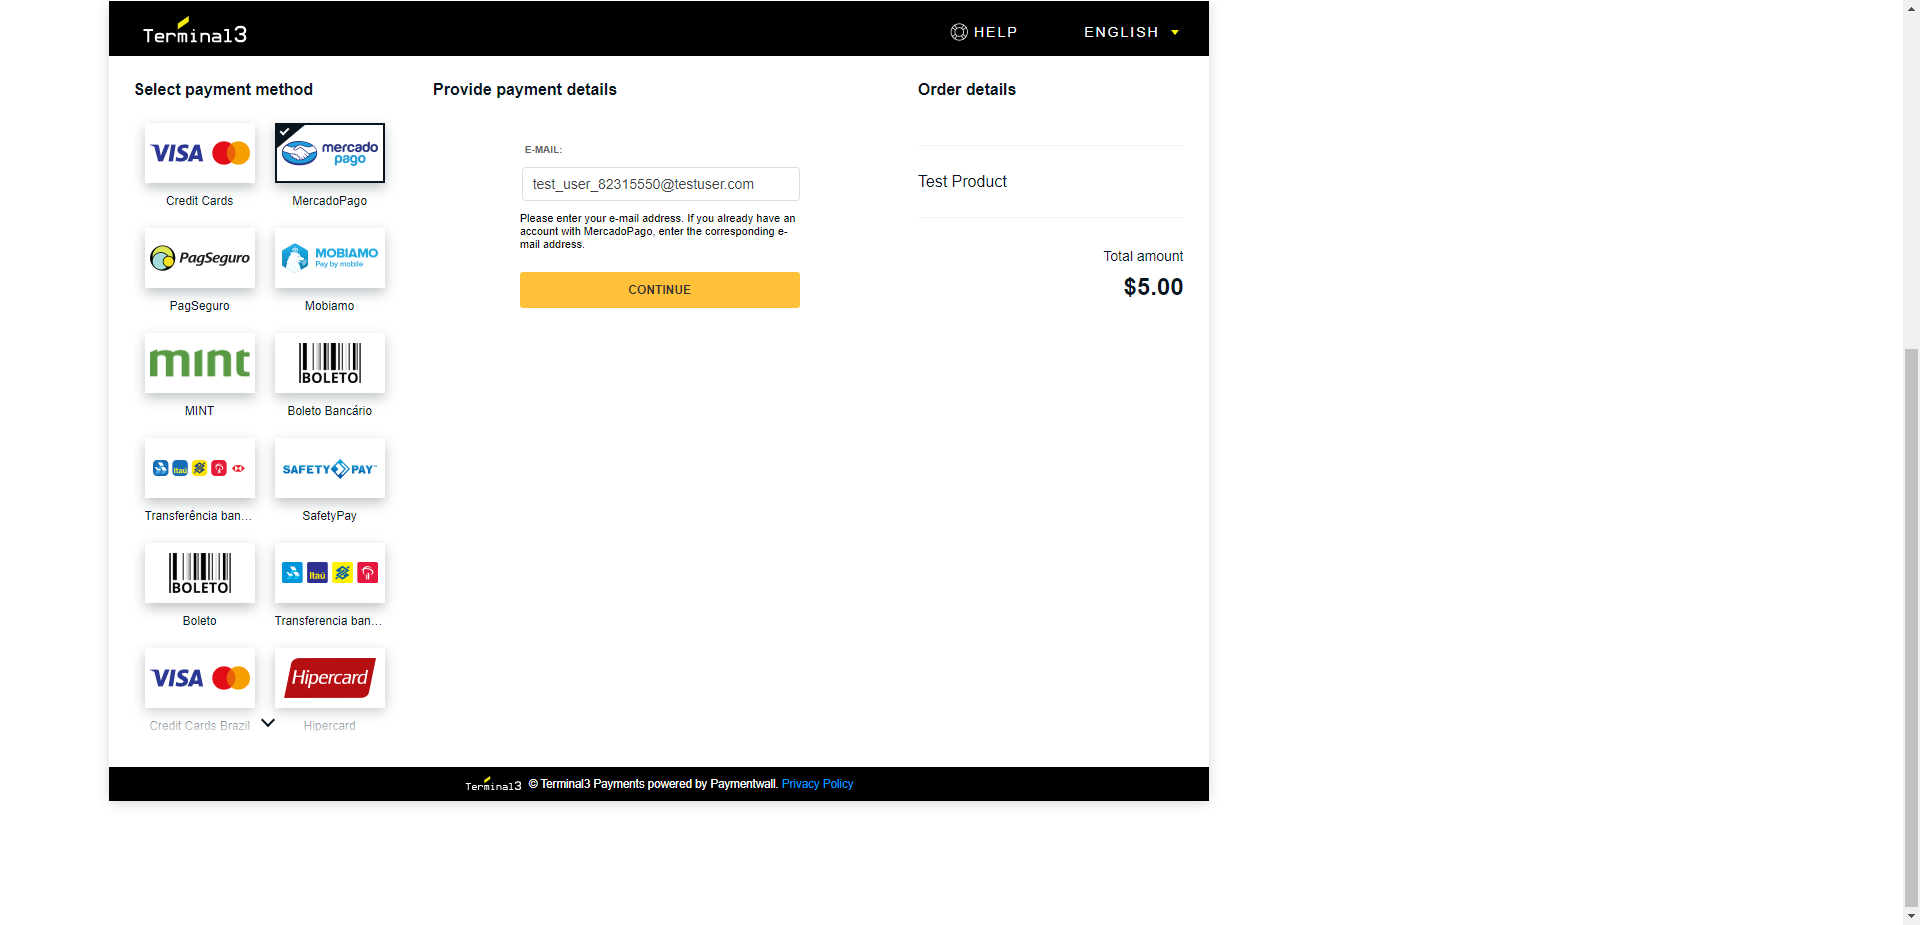 Terminal3
HELP
ENGLISH
Select payment method
Provide payment details
Order details
VISA
mercado
pago
Credit Cards
MercadoPago
E-MAIL:
test_user_82315550@testuser.com
Please enter your e-mail address. If you already have an
account with MercadoPago, enter the corresponding e-
mail address.
CONTINUE
Test Product
Total amount
$5.00
PagSeguro
MOBIAMO
Pay by mobile
PagSeguro
Mobiamo
mint
BOLETO
MINT
Boleto Bancário
Itaú
SAFETY PAY™
Transferência ban...
SafetyPay
BOLETO
Itaú
Boleto
Transferencia ban...
VISA
Hipercard
Credit Cards Brazil
Hipercard
Terminal3 © Terminal3 Payments powered by Paymentwall. Privacy Policy